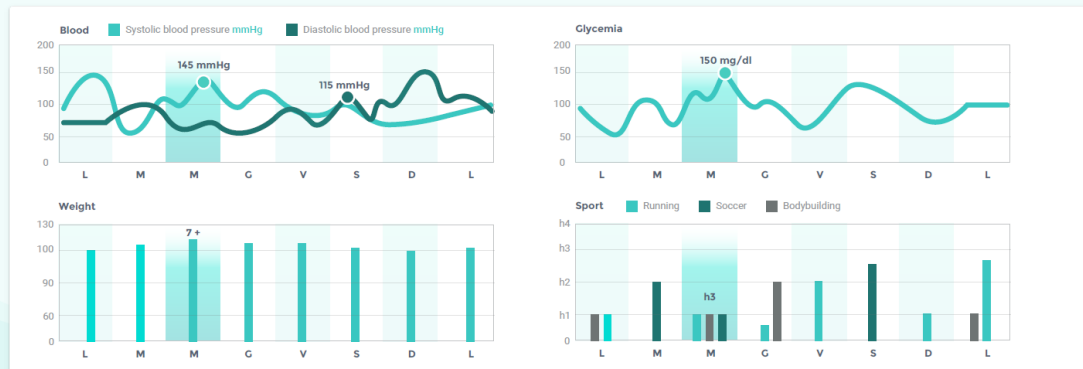 Blood Systolic blood pressure mmHg Diastolic blood pressure mmHg
200
150
100
50
0
145 mmHg
115 mmHg
L M M G V S D L
Glycemia
200
150
100
50
0
150 mg/dl
L M M G V S D L
Weight
130
100
90
60
0
7 +
L M M G V S D L
Sport Running Soccer Bodybuilding
h4
h3
h2
h1
0
h3
L M M G V S D L